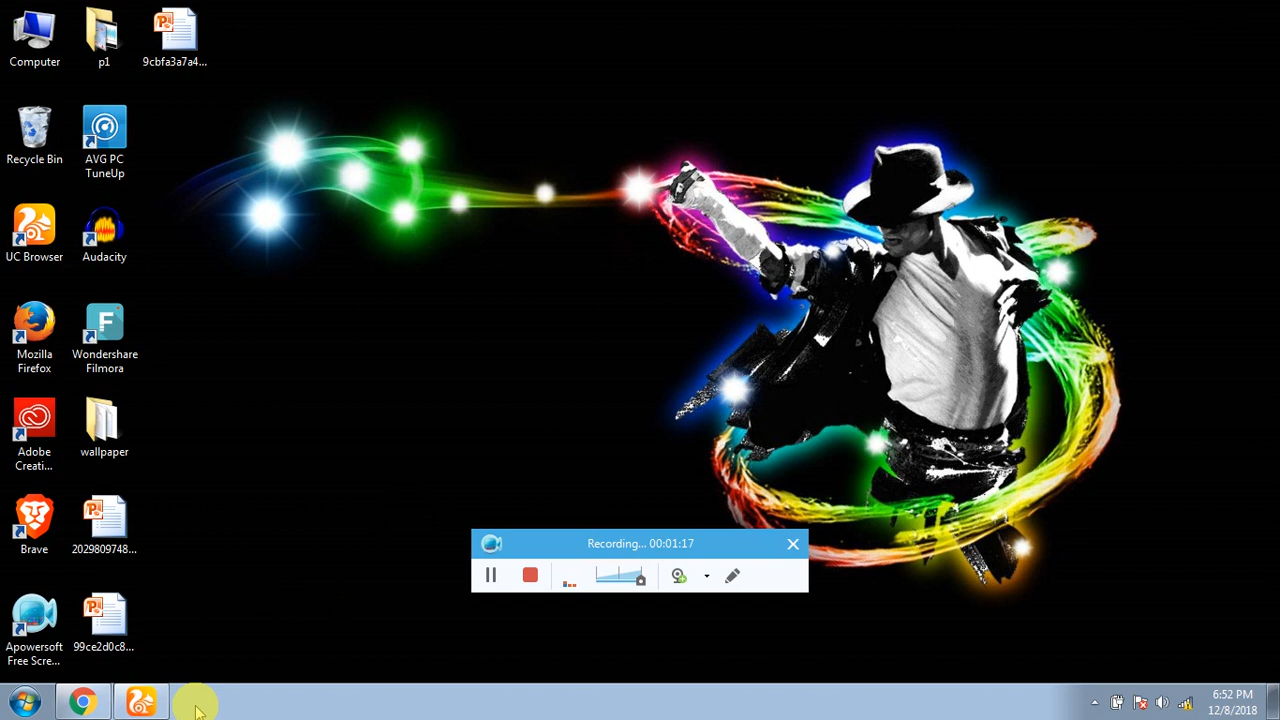 Computer
p1
9cbfa3a7a4...
Recycle Bin
AVG PC
TuneUp
UC Browser
Audacity
Mozilla
Firefox
Wondershare
Filmora
Adobe
Creati...
wallpaper
Brave
2029809748...
Apowersoft
Free Scre...
99ce2d0c8...
Recording... 00:01:17
6:52 PM
12/8/2018